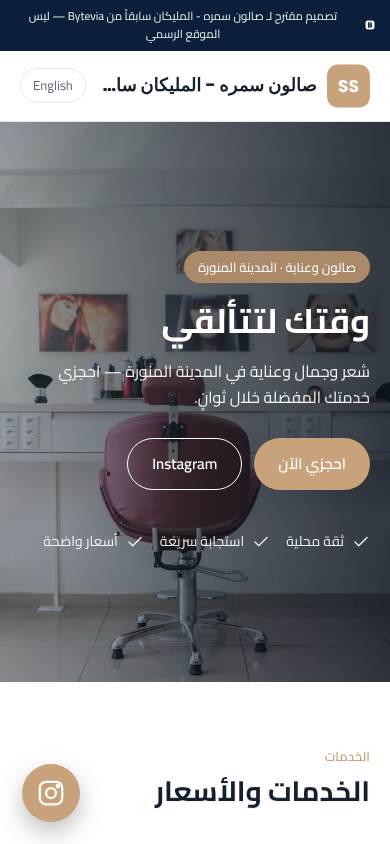 تصميم مقترح لـ صالون سمره - المليكان سابقاً من Bytevia — ليس
الموقع الرسمي
B
SS
صالون سمره - المليكان سا...
English
صالون وعناية · المدينة المنورة
وقتك لتتألقي
شعر وجمال وعناية في المدينة المنورة — احجزي
خدمتك المفضلة خلال ثوانٍ.
احجزي الآن
Instagram
ثقة محلية
استجابة سريعة
أسعار واضحة
الخدمات
الخدمات والأسعار